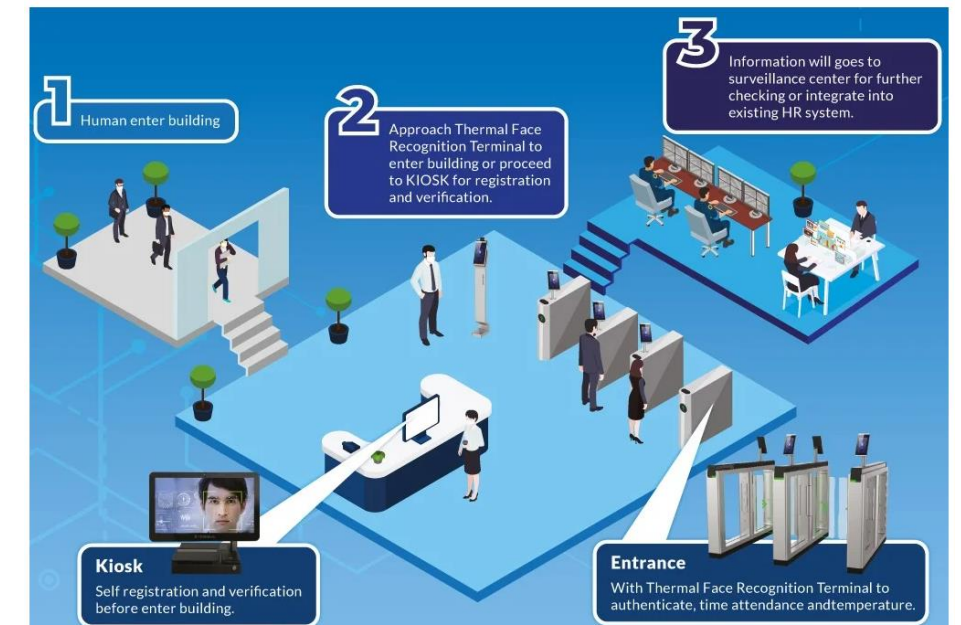 1
Human enter building
2
Approach Thermal Face
Recognition Terminal to
enter building or proceed
to KIOSK for registration
and verification.
3
Information will goes to
surveillance center for further
checking or integrate into
existing HR system.
Kiosk
Self registration and verification
before enter building.
Entrance
With Thermal Face Recognition Terminal to
authenticate, time attendance andtemperature.